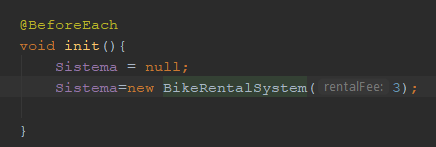 @BeforeEach
void init(){
Sistema = null;
Sistema=new BikeRentalSystem( rentalFee: 3);
}